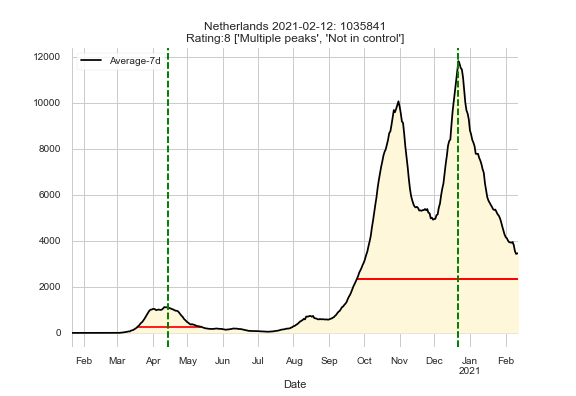 Netherlands 2021-02-12: 1035841
Rating:8 ['Multiple peaks', 'Not in control']
Average-7d
12000
10000
8000
6000
4000
2000
0
Feb Mar Apr May Jun Jul Aug Sep Oct Nov Dec Jan Feb
2021
Date